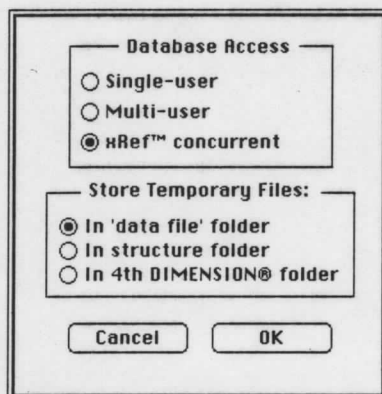 Database Access
Single-user
Multi-user
xRef™ concurrent
Store Temporary Files:
In 'data file' folder
In structure folder
In 4th DIMENSION® folder
Cancel OK